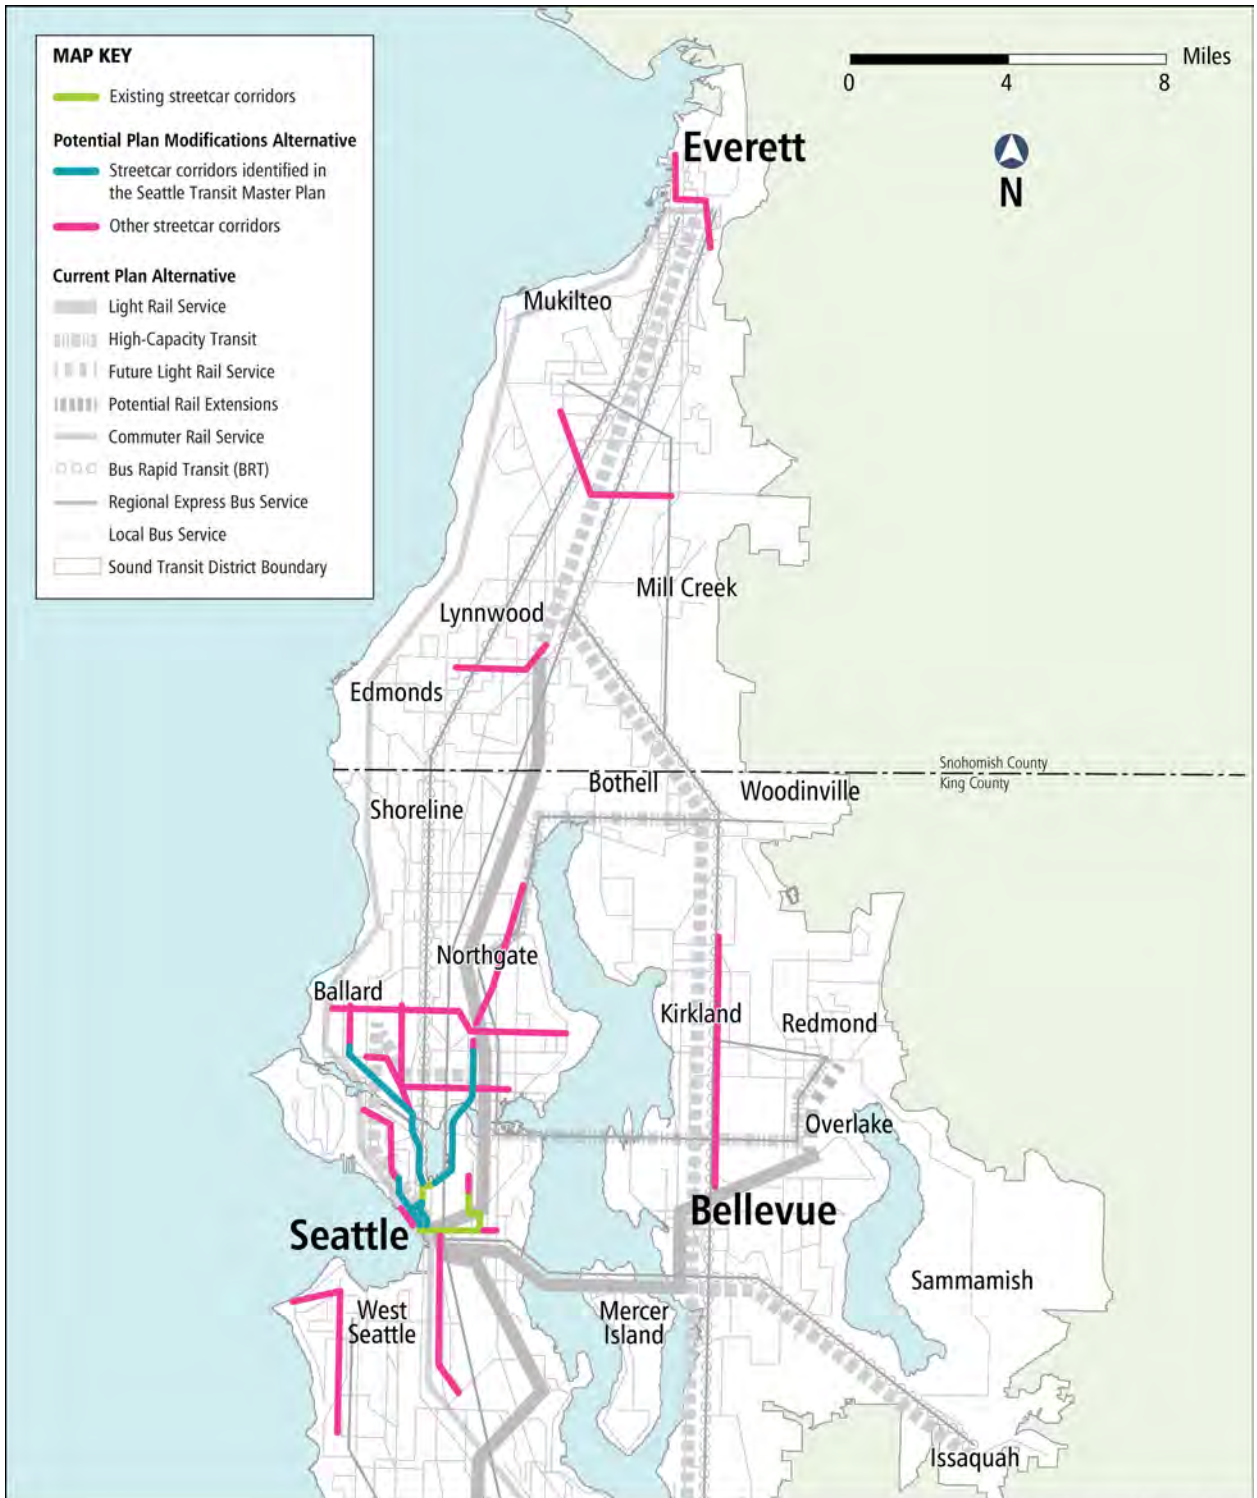 MAP KEY
Existing streetcar corridors
Potential Plan Modifications Alternative
Streetcar corridors identified in
the Seattle Transit Master Plan
Other streetcar corridors
Current Plan Alternative
Light Rail Service
High-Capacity Transit
Future Light Rail Service
Potential Rail Extensions
Commuter Rail Service
Bus Rapid Transit (BRT)
Regional Express Bus Service
Local Bus Service
Sound Transit District Boundary
Miles
0 4 8
N
Everett
Mukilteo
Mill Creek
Lynnwood
Edmonds
Snohomish County
King County
Bothell
Woodinville
Shoreline
Northgate
Ballard
Kirkland
Redmond
Overlake
Bellevue
Seattle
Sammamish
West
Seattle
Mercer
Island
Issaquah